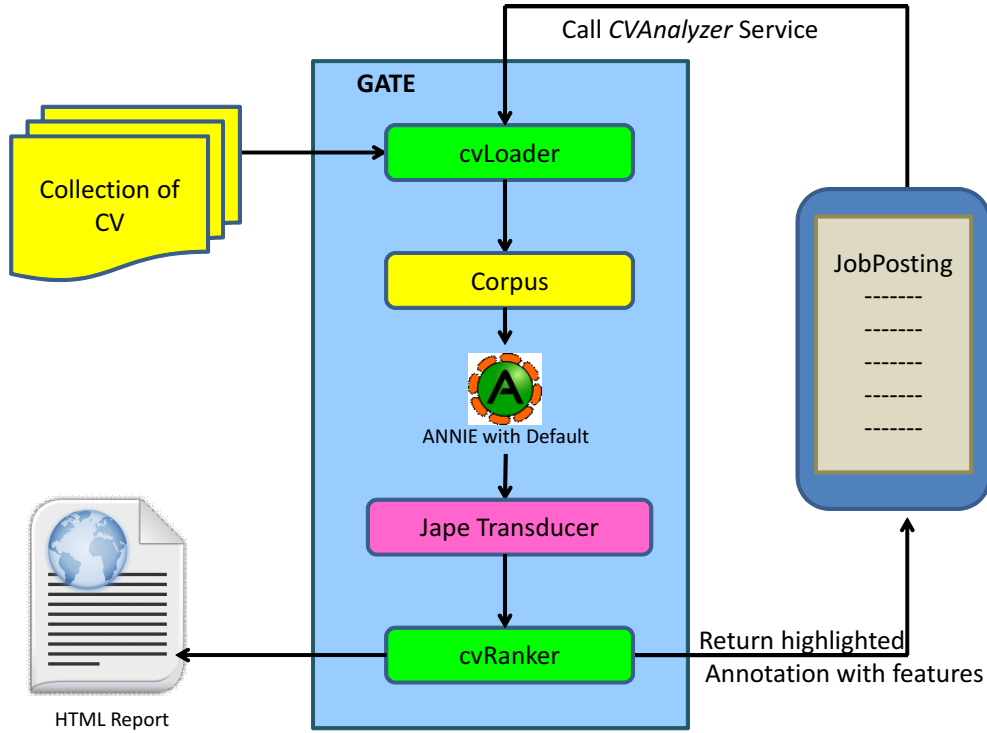 Call CVAnalyzer Service
GATE
cvLoader
Collection of
CV
Corpus
JobPosting
-------
-------
-------
-------
-------
A
ANNIE with Default
Jape Transducer
cvRanker
Return highlighted
Annotation with features
HTML Report